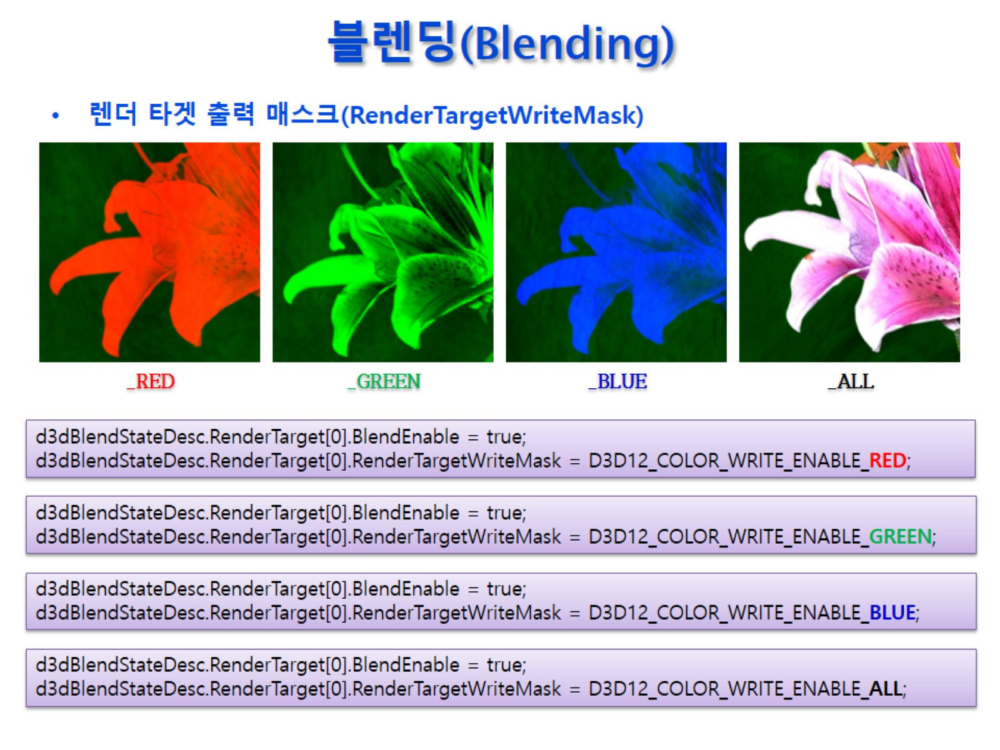 블렌딩(Blending)
• 렌더 타겟 출력 매스크(RenderTargetWriteMask)
_RED
_GREEN
_BLUE
_ALL
d3dBlendStateDesc.RenderTarget[0].BlendEnable = true;
d3dBlendStateDesc.RenderTarget[0].RenderTargetWriteMask = D3D12_COLOR_WRITE_ENABLE_RED;
d3dBlendStateDesc.RenderTarget[0].BlendEnable = true;
d3dBlendStateDesc.RenderTarget[0].RenderTargetWriteMask = D3D12_COLOR_WRITE_ENABLE_GREEN;
d3dBlendStateDesc.RenderTarget[0].BlendEnable = true;
d3dBlendStateDesc.RenderTarget[0].RenderTargetWriteMask = D3D12_COLOR_WRITE_ENABLE_BLUE;
d3dBlendStateDesc.RenderTarget[0].BlendEnable = true;
d3dBlendStateDesc.RenderTarget[0].RenderTargetWriteMask = D3D12_COLOR_WRITE_ENABLE_ALL;